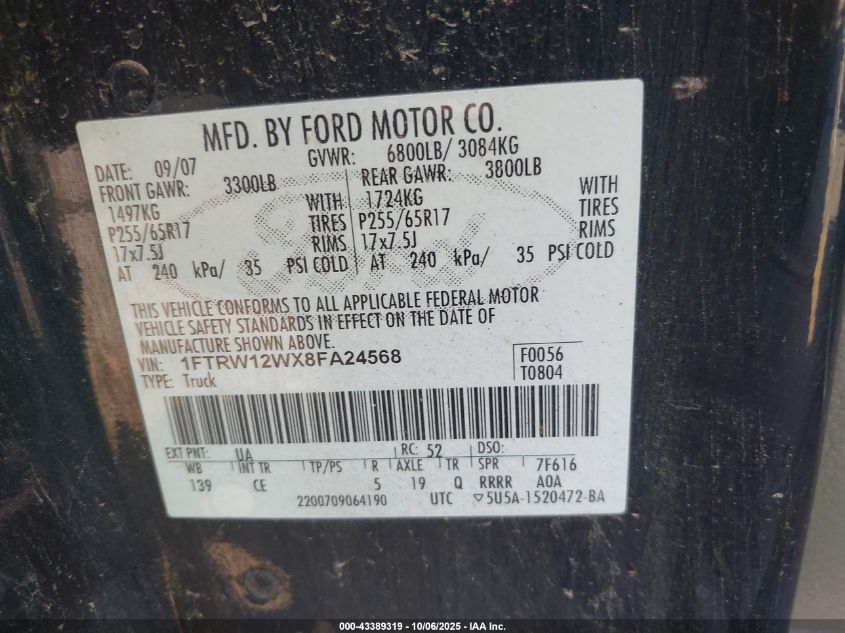 MFD. BY FORD MOTOR CO.
DATE: 09/07 GVWR: 6800LB/ 3084KG
FRONT GAWR: 3300LB REAR GAWR: 3800LB
1497KG WITH 1724KG WITH
P255/65R17 TIRES P255/65R17 TIRES
17x7.5J RIMS 17x7.5J RIMS
AT 240 kPa/ 35 PSI COLD AT 240 kPa/ 35 PSI COLD
THIS VEHICLE CONFORMS TO ALL APPLICABLE FEDERAL MOTOR
VEHICLE SAFETY STANDARDS IN EFFECT ON THE DATE OF
MANUFACTURE SHOWN ABOVE.
VIN: 1FTRW12WX8FA24568 F0056
TYPE: Truck T0804
EXT PNT: UA RC: 52 DSO:
WB INT TR TP/PS R AXLE TR SPR 7F616
139 CE 5 19 Q RRRR A0A
2200709064190 UTC ▽5U5A-1520472-BA
000-43389319 - 10/06/2025 - IAA Inc.